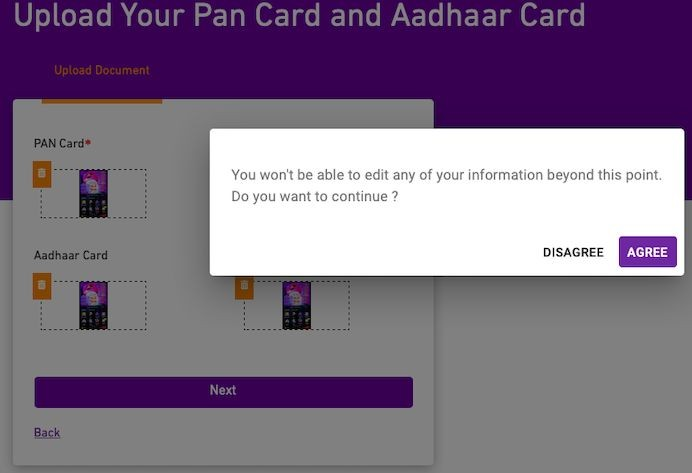 Upload Your Pan Card and Aadhaar Card
Upload Document
PAN Card*
You won't be able to edit any of your information beyond this point.
Do you want to continue ?
DISAGREE AGREE
Aadhaar Card
Next
Back